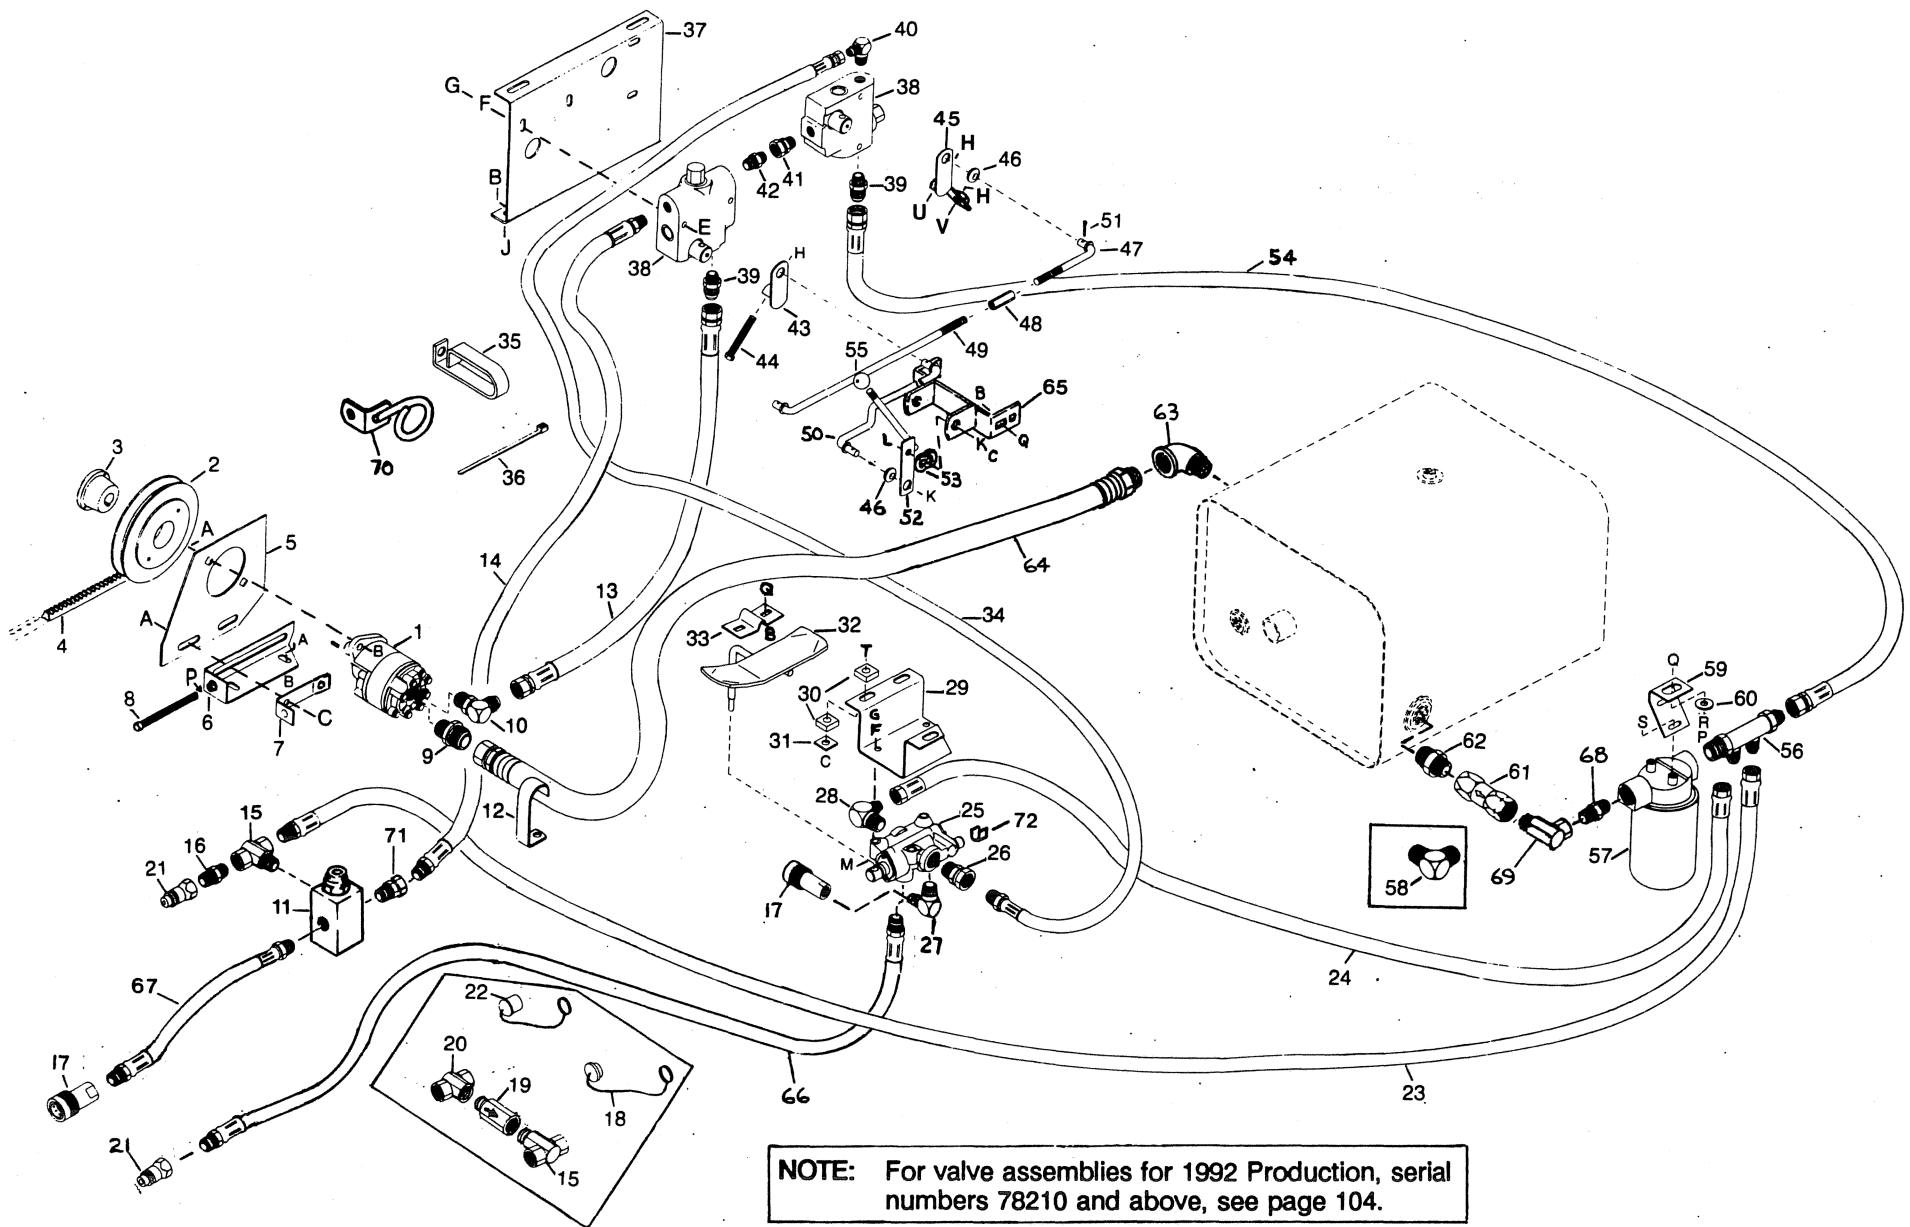 40
37
G
38
F
45
H
46
42
41
39
H
B
U
V
E
51
J
47
38
H
39
54
43
48
35
44
49
55
B
65
63
50
L
K
Q
C
70
36
53
3
2
46
K
52
A
5
14
64
13
Q
34
A
4
1
33
B
32
A
B
T
Q
59
P
B
30
29
60
8
6
C
10
G
S
R
7
F
P
31
62
56
9
C
61
68
28
12
25
72
15
71
26
16
M
57
21
58
69
11
17
27
24
67
22
20
19
17
18
66
23
21
15
NOTE: For valve assemblies for 1992 Production, serial
numbers 78210 and above, see page 104.